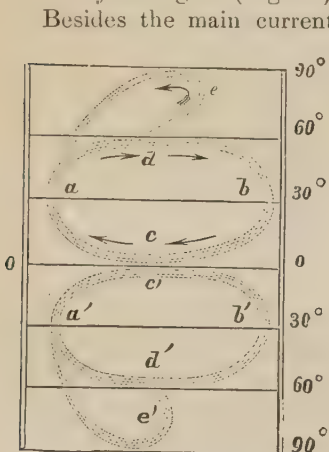 Besides the main current
90°
e
60°
d
a b 30°
c
0 0
c'
a' b' 30°
d'
60°
e'
90°